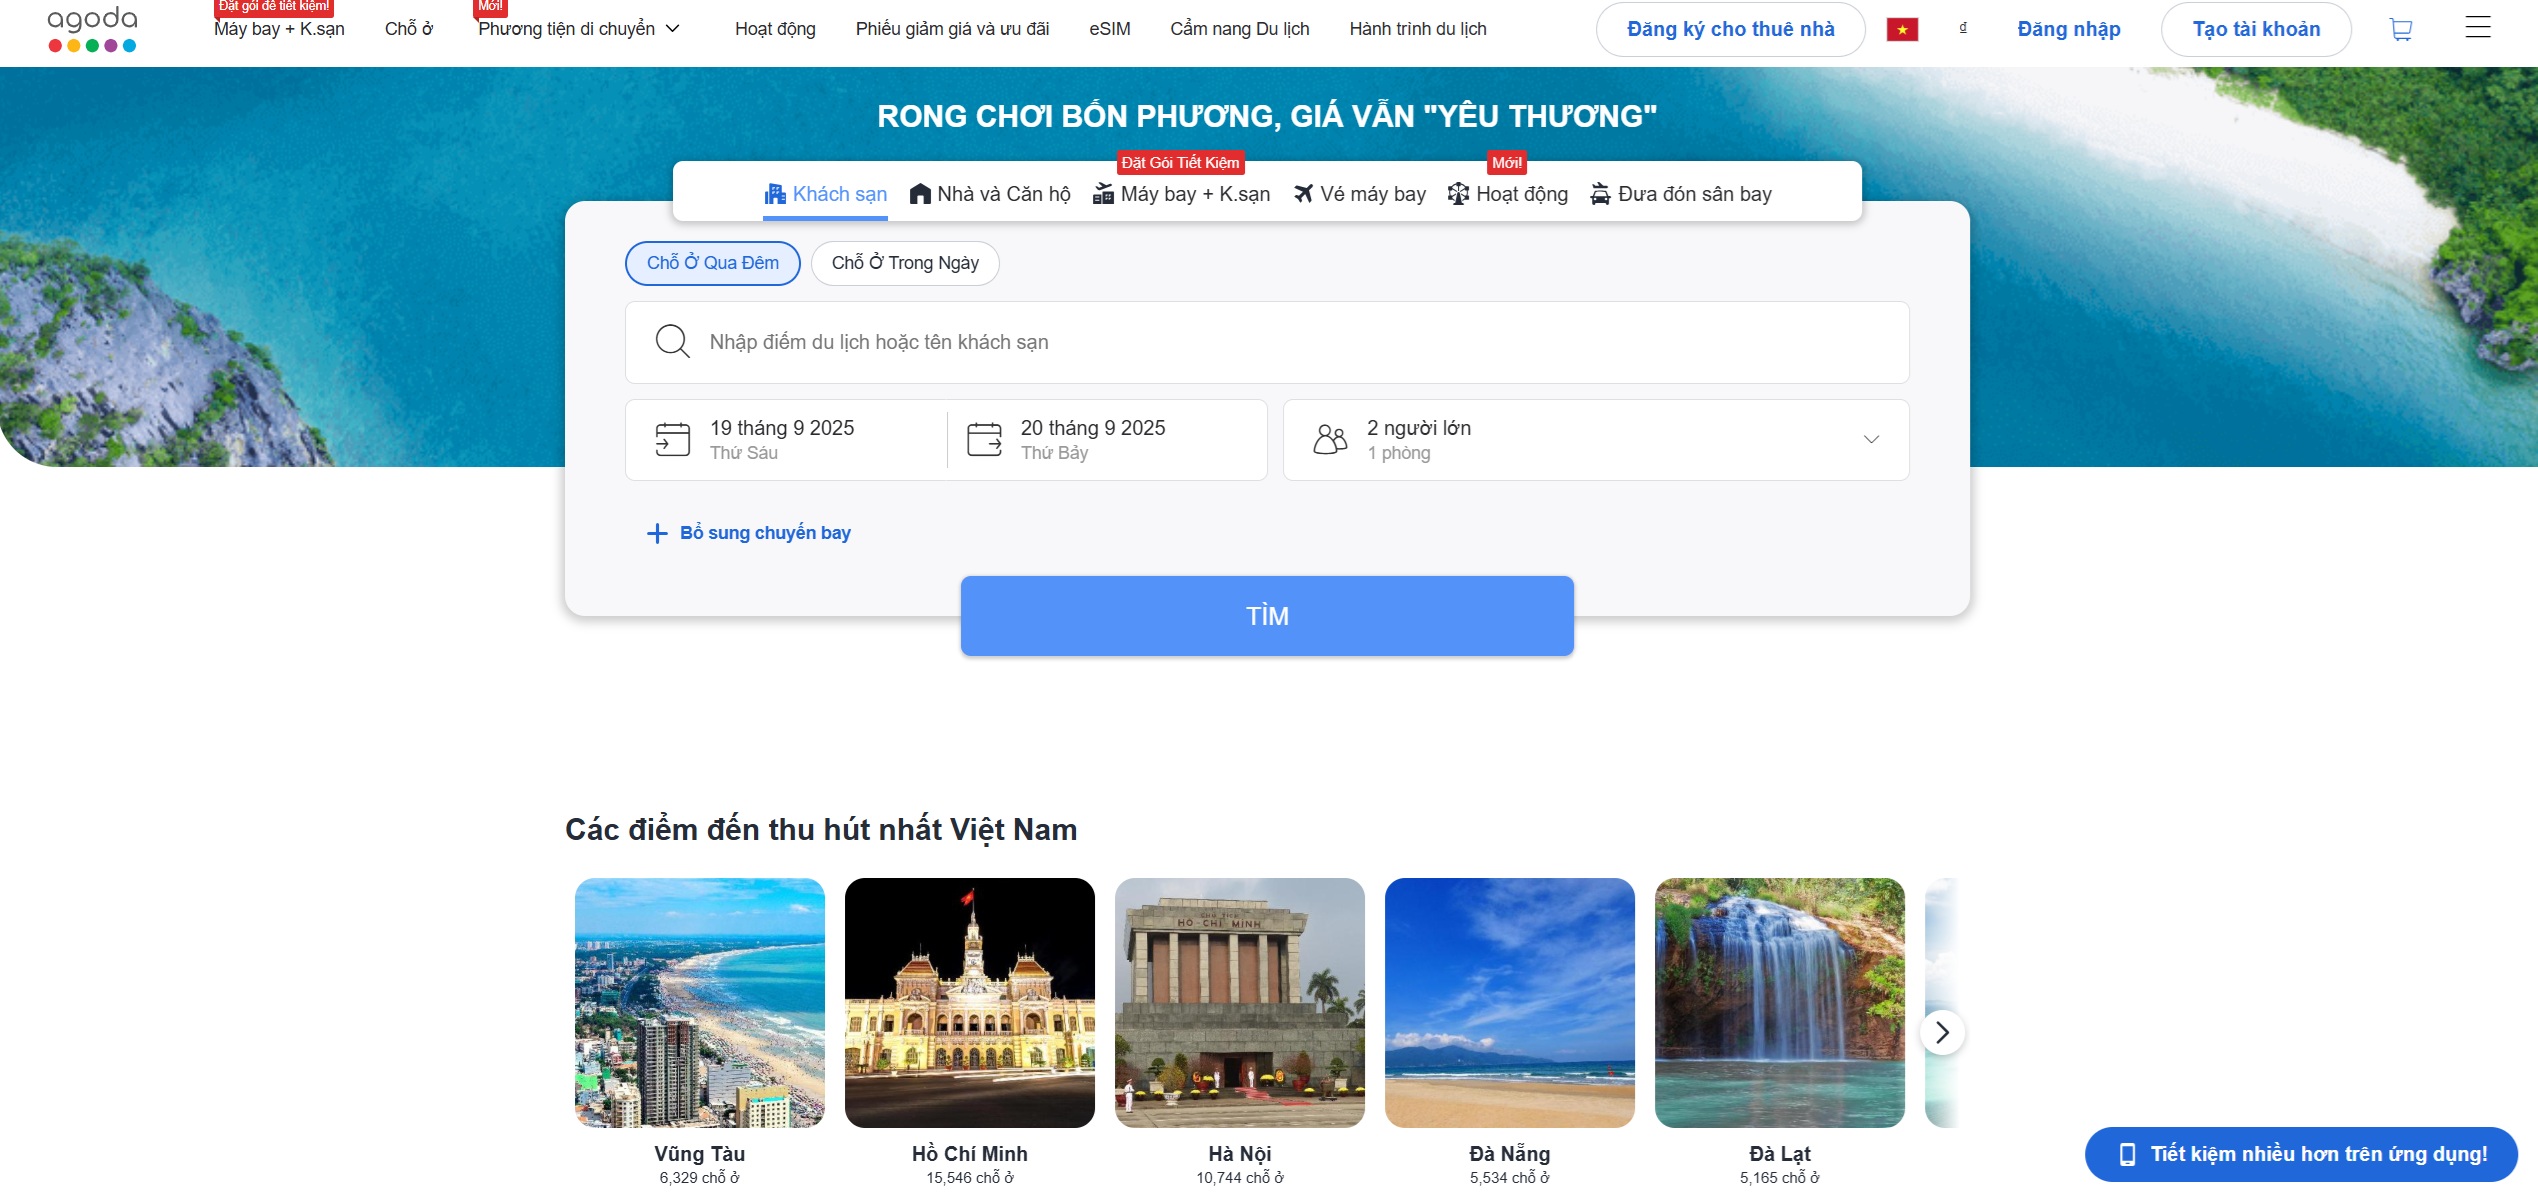 agoda
Đặt gói để tiết kiệm!
Máy bay + K.sạn
Chỗ ở
Mới!
Phương tiện di chuyển
Hoạt động
Phiếu giảm giá và ưu đãi
eSIM
Cẩm nang Du lịch
Hành trình du lịch
Đăng ký cho thuê nhà
₫
Đăng nhập
Tạo tài khoản
RONG CHƠI BỐN PHƯƠNG, GIÁ VẪN "YÊU THƯƠNG"
Khách sạn
Nhà và Căn hộ
Đặt Gói Tiết Kiệm
Máy bay + K.sạn
Vé máy bay
Mới!
Hoạt động
Đưa đón sân bay
Chỗ Ở Qua Đêm
Chỗ Ở Trong Ngày
Nhập điểm du lịch hoặc tên khách sạn
19 tháng 9 2025
Thứ Sáu
20 tháng 9 2025
Thứ Bảy
2 người lớn
1 phòng
Bổ sung chuyến bay
TÌM
Các điểm đến thu hút nhất Việt Nam
CHỦ TỊCH
HỒ-CHÍ-MINH
Vũng Tàu
6,329 chỗ ở
Hồ Chí Minh
15,546 chỗ ở
Hà Nội
10,744 chỗ ở
Đà Nẵng
5,534 chỗ ở
Đà Lạt
5,165 chỗ ở
Tiết kiệm nhiều hơn trên ứng dụng!